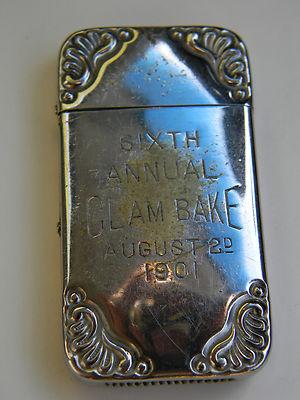 SIXTH
ANNUAL
CLAM BAKE
AUGUST 2D
1901